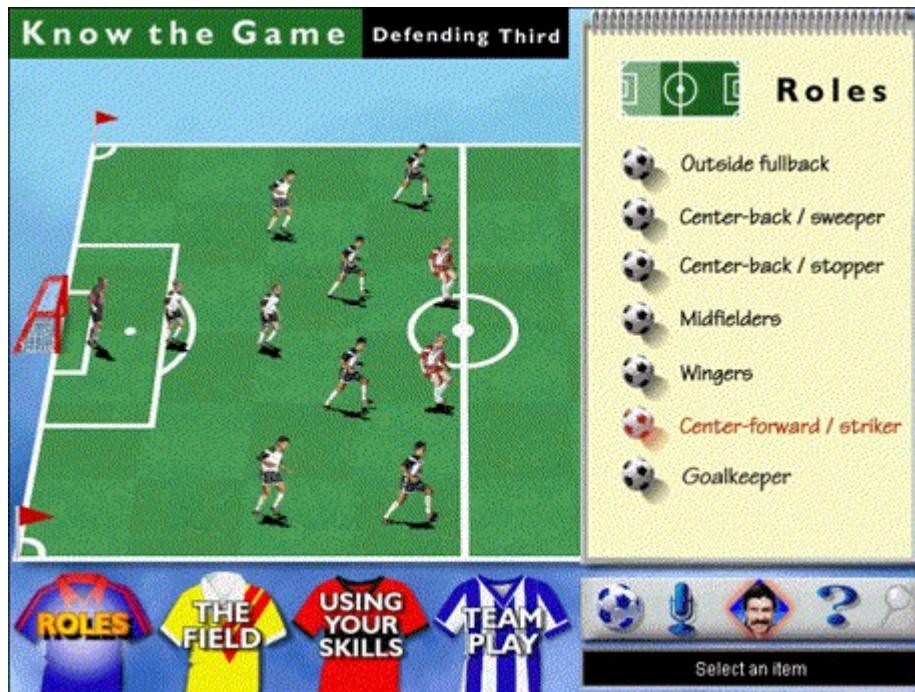 Know the Game
Defending Third
Roles
Outside fullback
Center-back / sweeper
Center-back / stopper
Midfielders
Wingers
Center-forward / striker
Goalkeeper
ROLES
THE
FIELD
USING
YOUR
SKILLS
TEAM
PLAY
?
Select an item